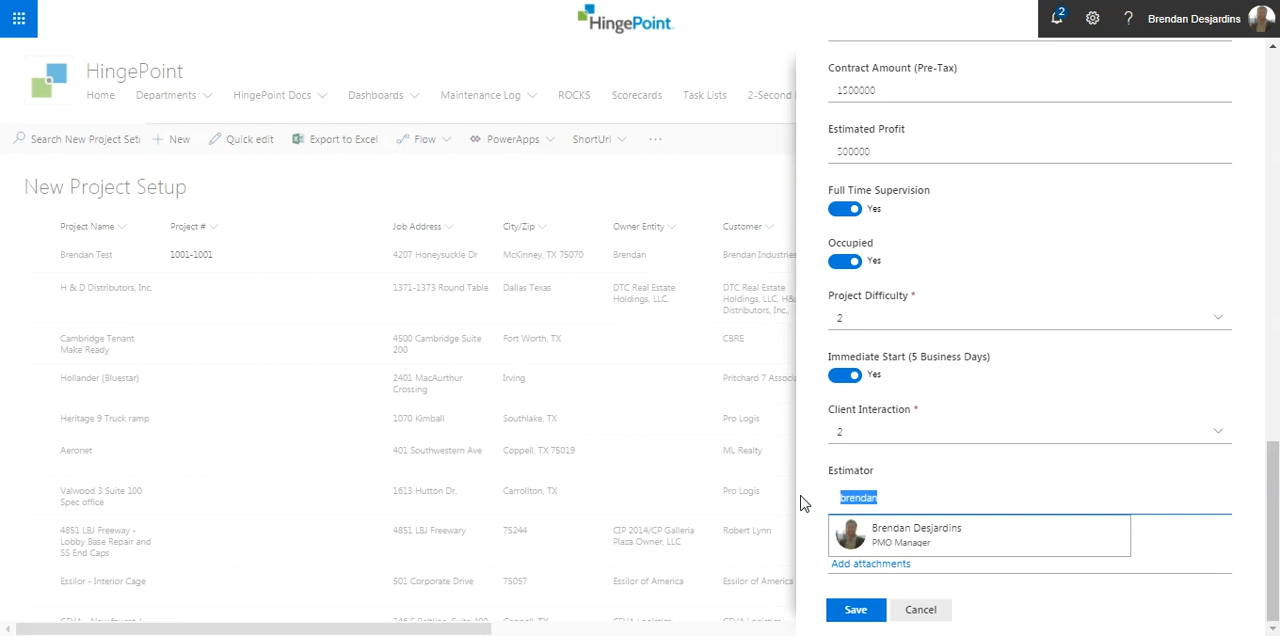 2
HingePoint.
? Brendan Desjardins
HingePoint
Home Departments HingePoint Docs Dashboards Maintenance Log ROCKS Scorecards Task Lists 2-Second
Search New Project Set New Quick edit Export to Excel Flow PowerApps ShortUrl ...
New Project Setup
Project Name Project # Job Address City/Zip Owner Entity Customer
Brendan Test 1001-1001 4207 Honeysuckle Dr McKinney, TX 75070 Brendan Brendan Industries
H & D Distributors, Inc. 1371-1373 Round Table Dallas Texas DTC Real Estate DTC Real Estate
Holdings, LLC. Holdings, LLC, H&
Distributors, Inc.,
Cambridge Tenant 4500 Cambridge Suite Fort Worth, TX CBRE
Make Ready 200
Hollander (Bluestar) 2401 MacAurthur Irving Pritchard 7 Associa
Crossing
Heritage 9 Truck ramp 1070 Kimball Southlake, TX Pro Logis
Aeronet 401 Southwestern Ave Coppell, TX 75019 ML Realty
Valwood 3 Suite 100 1613 Hutton Dr. Carrollton, TX Pro Logis
Spec office
4851 LBJ Freeway - 4851 LBJ Freewary 75244 CIP 2014/CP Galleria Robert Lynn
Lobby Base Repair and Plaza Owner, LLC
SS End Caps
Essilor - Interior Cage 501 Corporate Drive 75057 Essilor of America Essilor of America
Contract Amount (Pre-Tax)
1500000
Estimated Profit
500000
Full Time Supervision
Yes
Occupied
Yes
Project Difficulty *
2
Immediate Start (5 Business Days)
Yes
Client Interaction *
2
Estimator
brendan
Brendan Desjardins
PMO Manager
Add attachments
Save Cancel